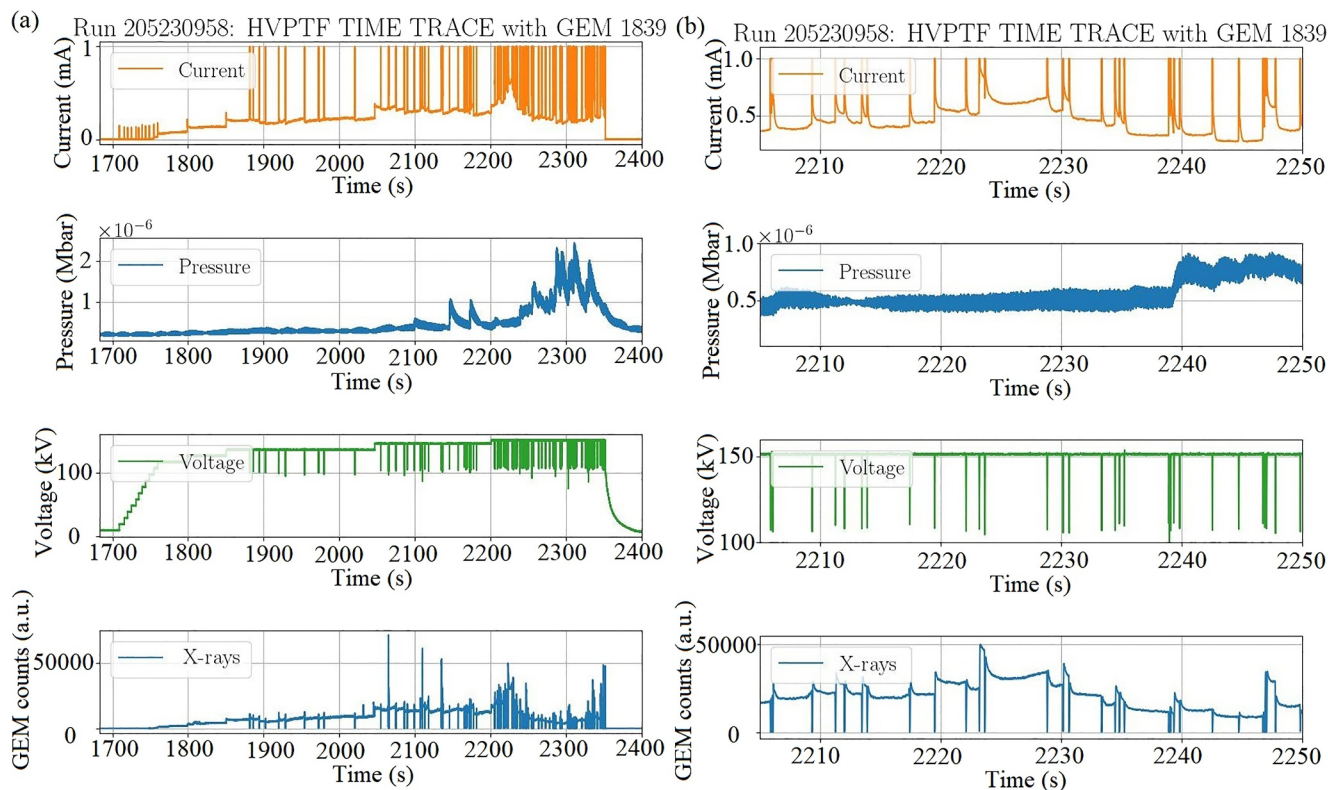 (a)
Run 205230958: HVPTF TIME TRACE with GEM 1839
Current (mA)
1
0
Current
1700 1800 1900 2000 2100 2200 2300 2400
Time (s)
×10⁻⁶
Pressure (Mbar)
2
1
Pressure
1700 1800 1900 2000 2100 2200 2300 2400
Time (s)
Voltage (kV)
100
0
Voltage
1700 1800 1900 2000 2100 2200 2300 2400
Time (s)
GEM counts (a.u.)
50000
0
X-rays
1700 1800 1900 2000 2100 2200 2300 2400
Time (s)
(b)
Run 205230958: HVPTF TIME TRACE with GEM 1839
Current (mA)
1.0
0.5
Current
2210 2220 2230 2240 2250
Time (s)
×10⁻⁶
Pressure (Mbar)
1.0
0.5
Pressure
2210 2220 2230 2240 2250
Time (s)
Voltage (kV)
150
100
Voltage
2210 2220 2230 2240 2250
Time (s)
GEM counts (a.u.)
50000
0
X-rays
2210 2220 2230 2240 2250
Time (s)